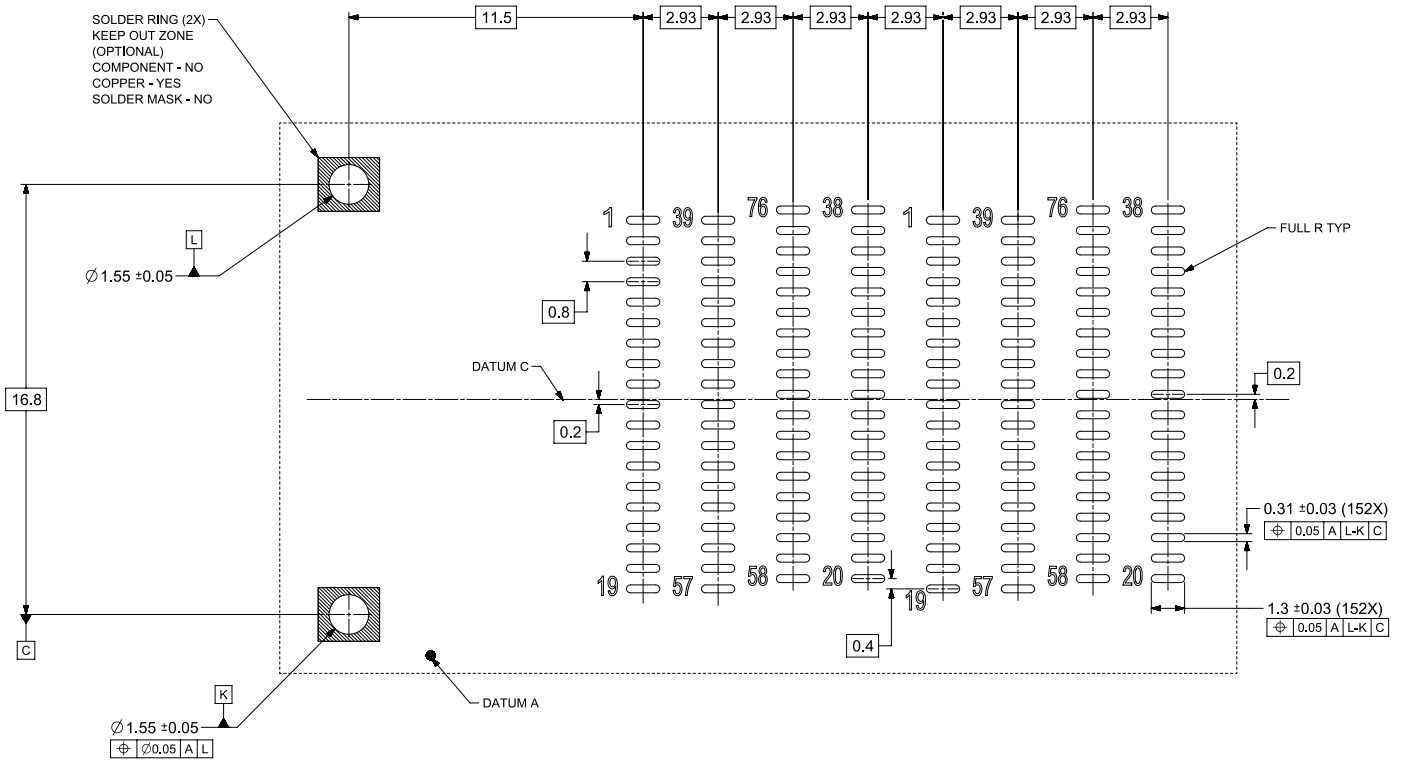 SOLDER RING (2X)
KEEP OUT ZONE
(OPTIONAL)
COMPONENT - NO
COPPER - YES
SOLDER MASK - NO
11.5
2.93
2.93
2.93
2.93
2.93
2.93
2.93
1
39
76
38
1
39
76
38
FULL R TYP
L
Ø 1.55 ±0.05
0.8
DATUM C
0.2
0.2
16.8
0.31 ±0.03 (152X)
⌖ 0.05 A L-K C
19
57
58
20
19
57
58
20
1.3 ±0.03 (152X)
⌖ 0.05 A L-K C
0.4
C
K
DATUM A
Ø 1.55 ±0.05
⌖ Ø0.05 A L